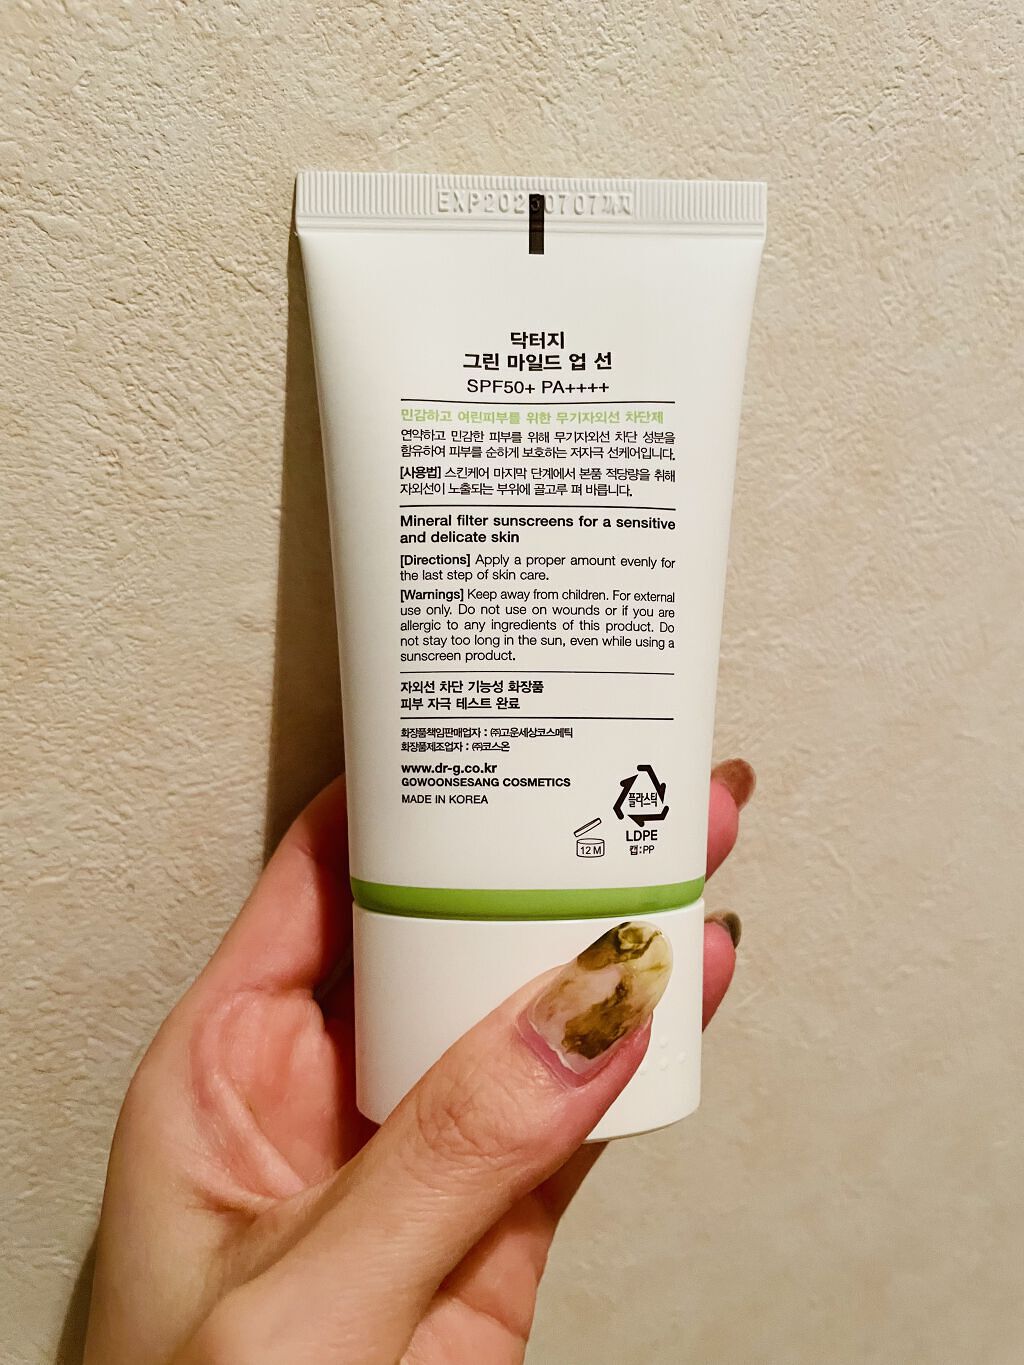 EXP20250707까지
닥터지
그린 마일드 업 선
SPF50+ PA++++
민감하고 여린피부를 위한 무기자외선 차단제
연약하고 민감한 피부를 위해 무기자외선 차단 성분을
함유하여 피부를 순하게 보호하는 저자극 선케어입니다.
[사용법] 스킨케어 마지막 단계에서 본품 적당량을 취해
자외선이 노출되는 부위에 골고루 펴 바릅니다.
Mineral filter sunscreens for a sensitive
and delicate skin
[Directions] Apply a proper amount evenly for
the last step of skin care.
[Warnings] Keep away from children. For external
use only. Do not use on wounds or if you are
allergic to any ingredients of this product. Do
not stay too long in the sun, even while using a
sunscreen product.
자외선 차단 기능성 화장품
피부 자극 테스트 완료
화장품책임판매업자 : ㈜고운세상코스메틱
화장품제조업자 : ㈜코스온
www.dr-g.co.kr
GOWOONSESANG COSMETICS
MADE IN KOREA
플라스틱
LDPE
캡:PP
12 M